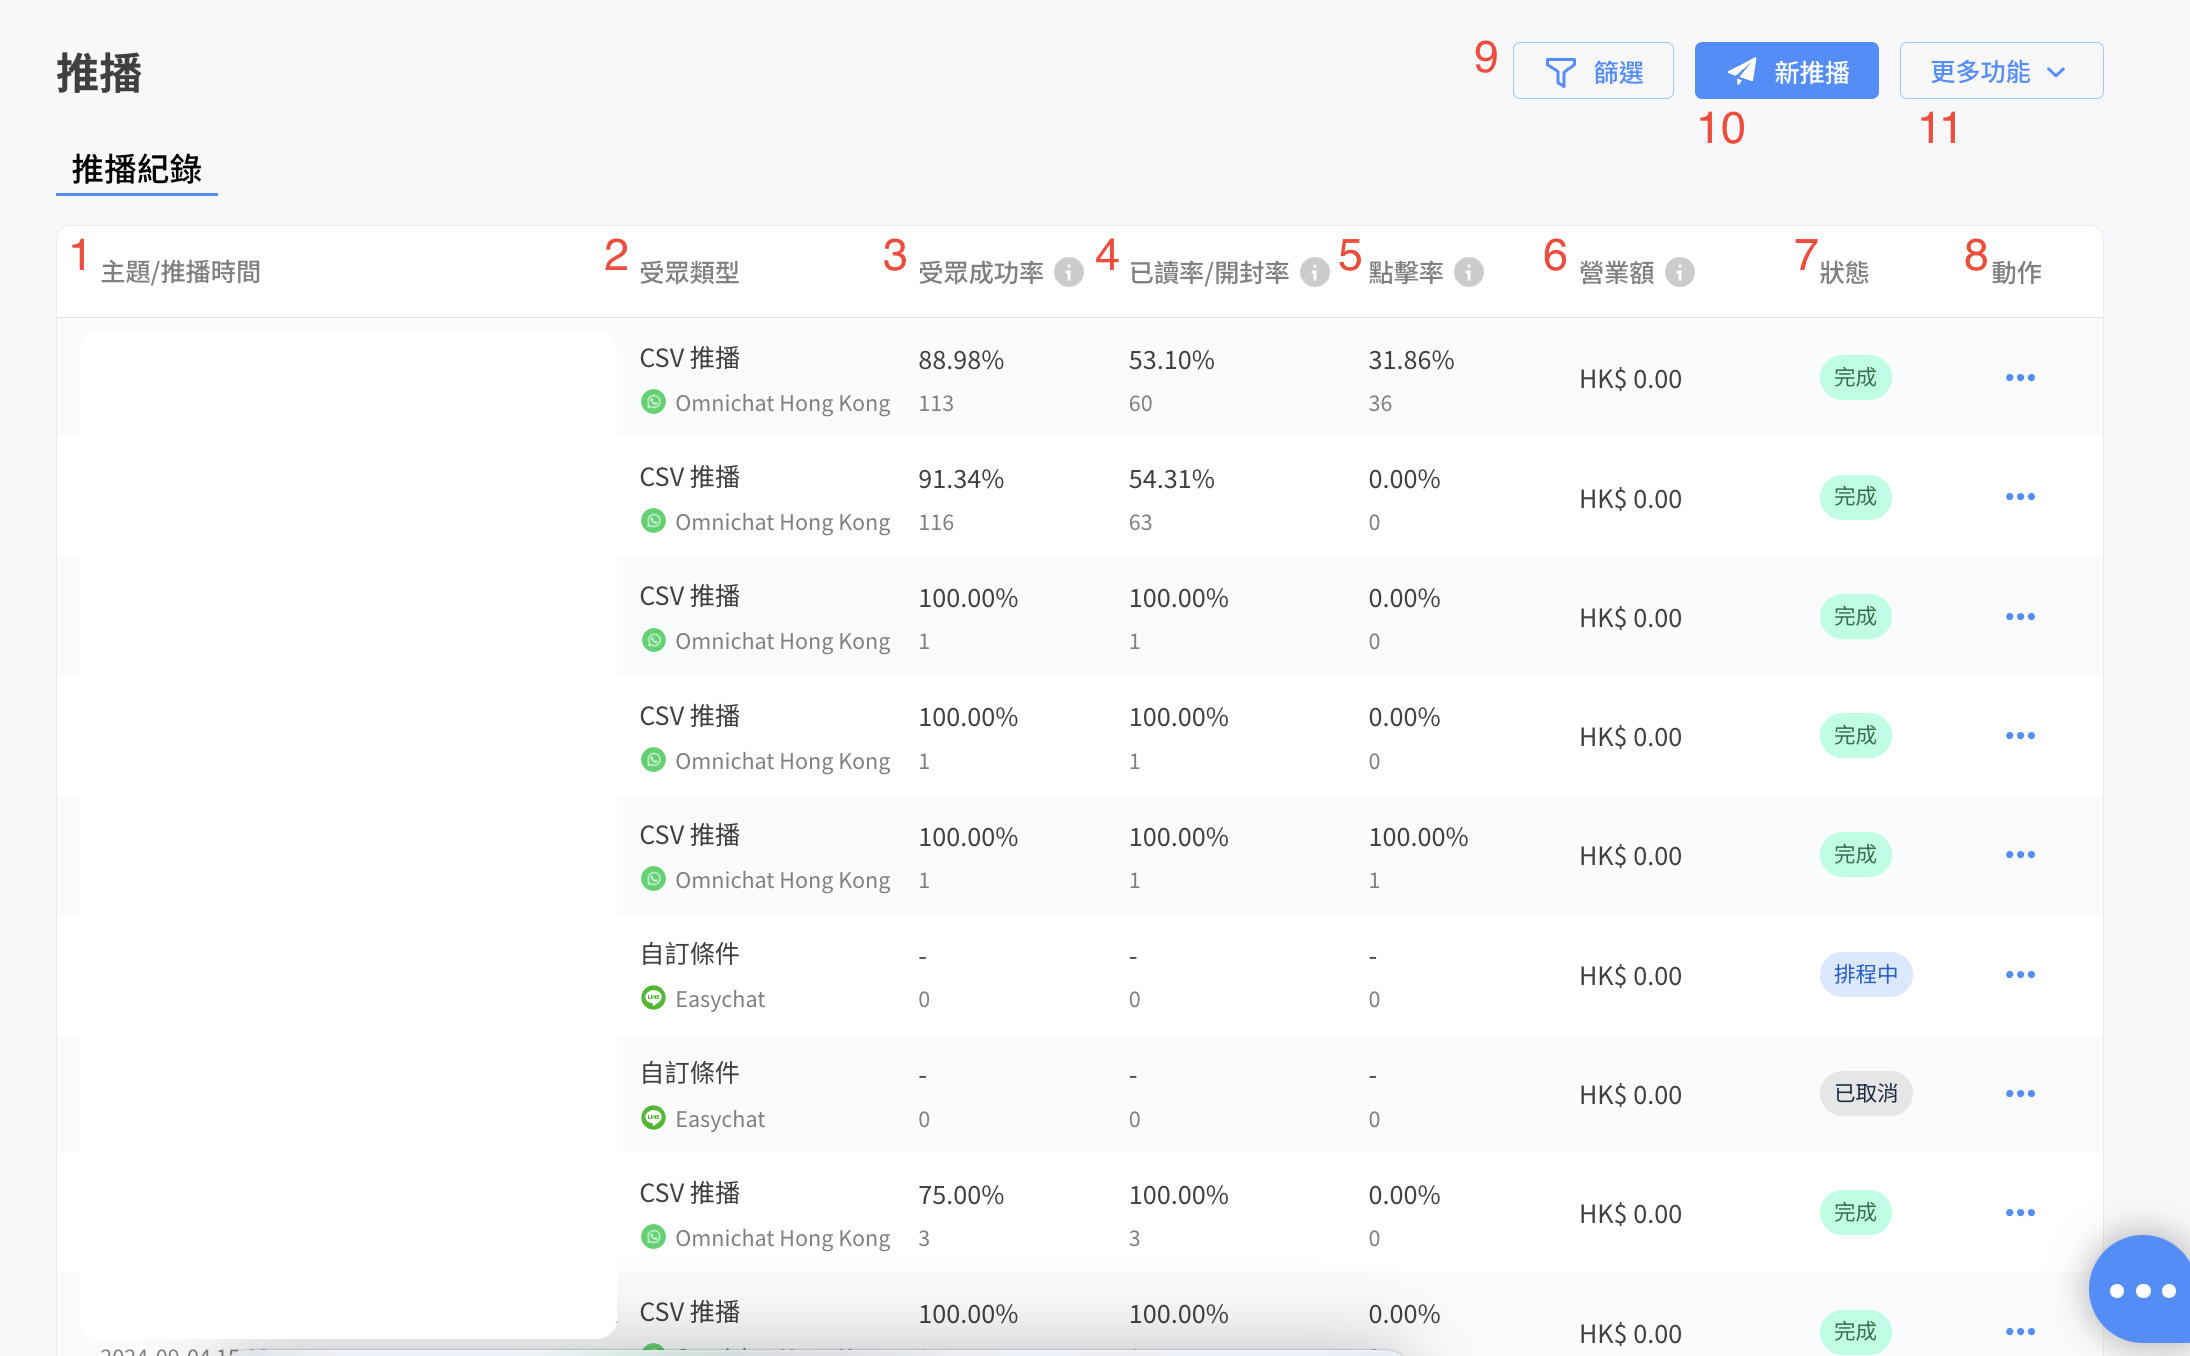 推播
9 篩選 新推播 更多功能
10 11
推播紀錄
1 主題/推播時間 2 受眾類型 3 受眾成功率 4 已讀率/開封率 5 點擊率 6 營業額 7 狀態 8 動作
CSV 推播 88.98% 53.10% 31.86% HK$ 0.00 完成
Omnichat Hong Kong 113 60 36
CSV 推播 91.34% 54.31% 0.00% HK$ 0.00 完成
Omnichat Hong Kong 116 63 0
CSV 推播 100.00% 100.00% 0.00% HK$ 0.00 完成
Omnichat Hong Kong 1 1 0
CSV 推播 100.00% 100.00% 0.00% HK$ 0.00 完成
Omnichat Hong Kong 1 1 0
CSV 推播 100.00% 100.00% 100.00% HK$ 0.00 完成
Omnichat Hong Kong 1 1 1
自訂條件 - - - HK$ 0.00 排程中
Easychat 0 0 0
自訂條件 - - - HK$ 0.00 已取消
Easychat 0 0 0
CSV 推播 75.00% 100.00% 0.00% HK$ 0.00 完成
Omnichat Hong Kong 3 3 0
CSV 推播 100.00% 100.00% 0.00% HK$ 0.00 完成